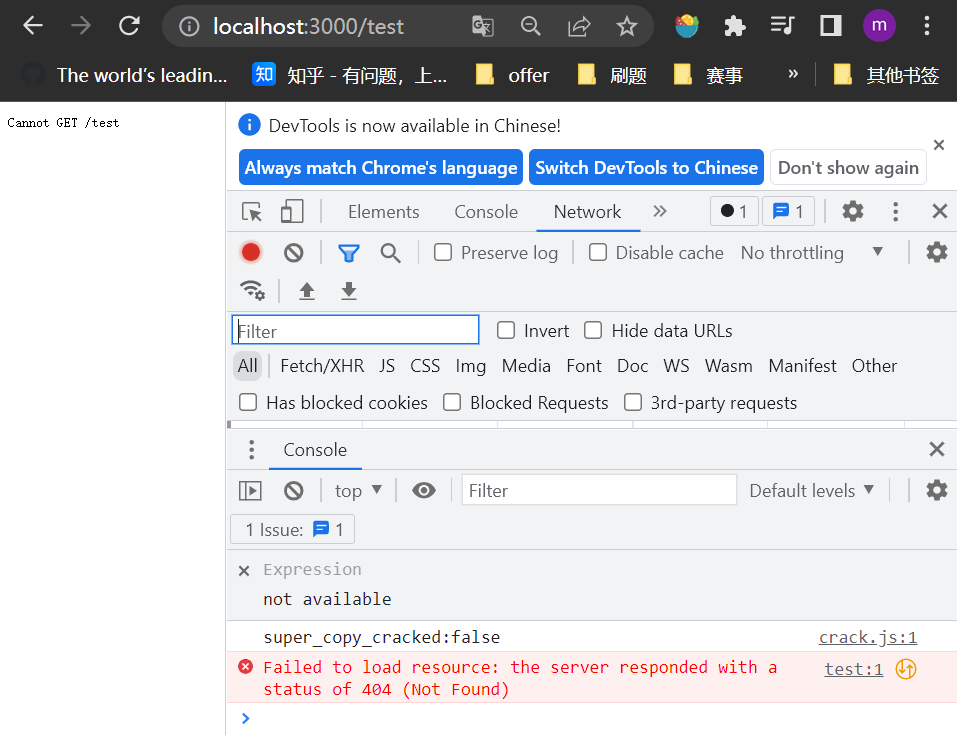 localhost:3000/test
m
The world's leadin...
知
知乎 - 有问题，上...
offer
刷题
赛事
»
其他书签
Cannot GET /test
DevTools is now available in Chinese!
Always match Chrome's language
Switch DevTools to Chinese
Don't show again
Elements
Console
Network
1
1
Preserve log
Disable cache
No throttling
Filter
Invert
Hide data URLs
All
Fetch/XHR
JS
CSS
Img
Media
Font
Doc
WS
Wasm
Manifest
Other
Has blocked cookies
Blocked Requests
3rd-party requests
Console
top
Filter
Default levels
1 Issue:
1
Expression
not available
super_copy_cracked:false
crack.js:1
Failed to load resource: the server responded with a
test:1
status of 404 (Not Found)